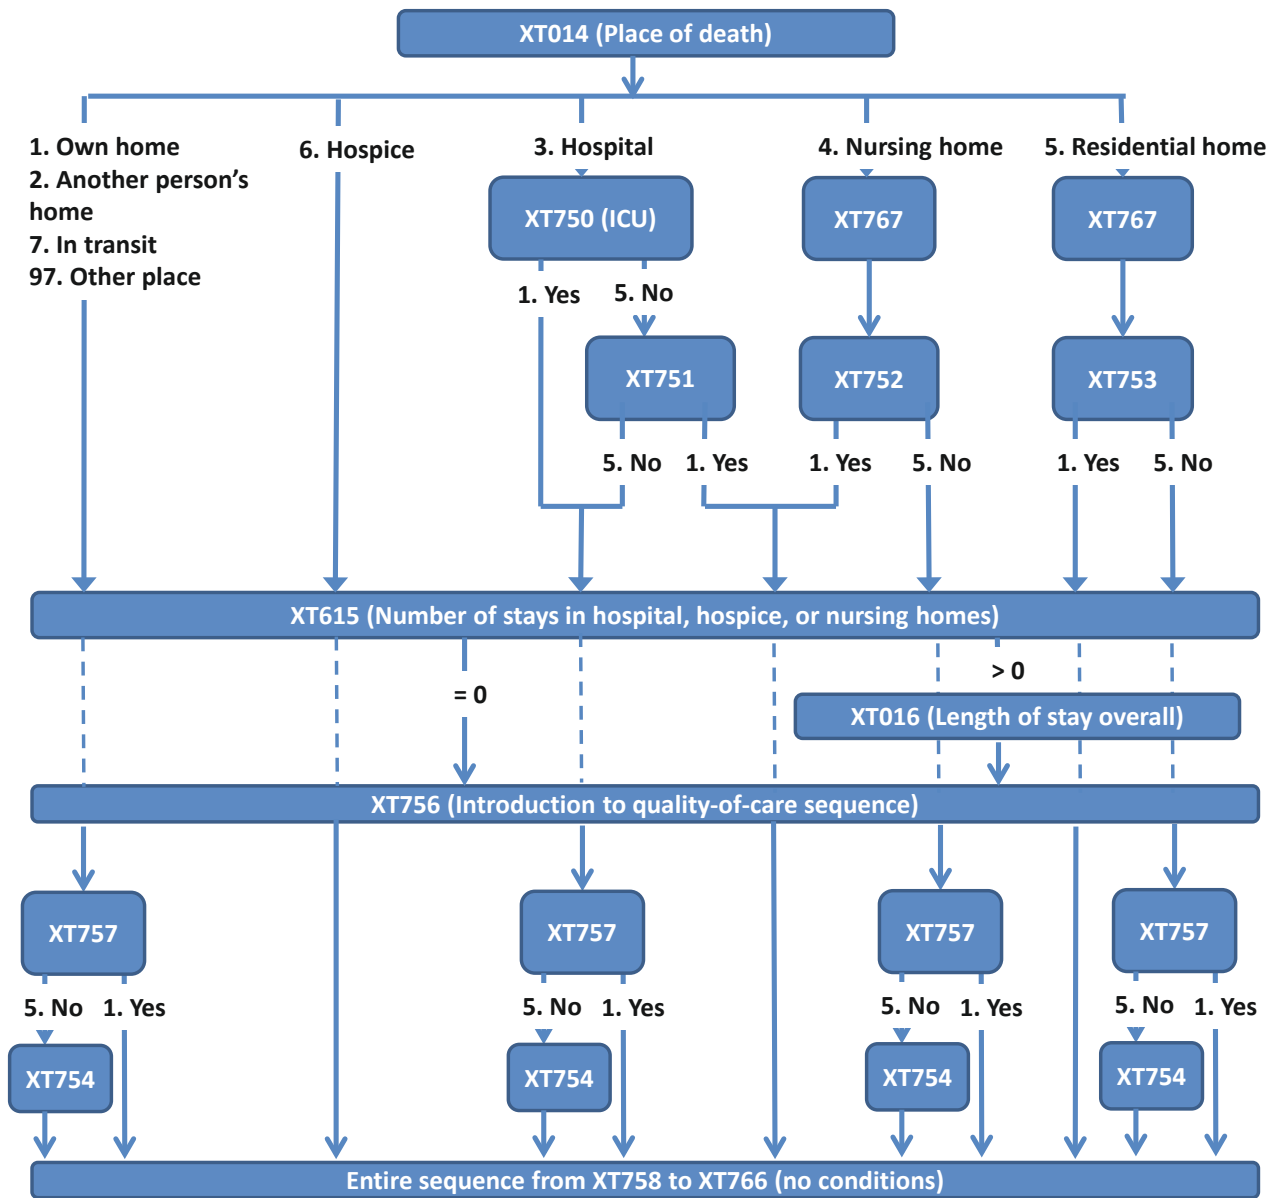 XT014 (Place of death)
1. Own home
2. Another person's
home
7. In transit
97. Other place
6. Hospice
3. Hospital
4. Nursing home
5. Residential home
XT750 (ICU)
XT767
XT767
1. Yes
5. No
XT751
XT752
XT753
5. No
1. Yes
1. Yes
5. No
1. Yes
5. No
XT615 (Number of stays in hospital, hospice, or nursing homes)
= 0
> 0
XT016 (Length of stay overall)
XT756 (Introduction to quality-of-care sequence)
XT757
XT757
XT757
XT757
5. No
1. Yes
5. No
1. Yes
5. No
1. Yes
5. No
1. Yes
XT754
XT754
XT754
XT754
Entire sequence from XT758 to XT766 (no conditions)